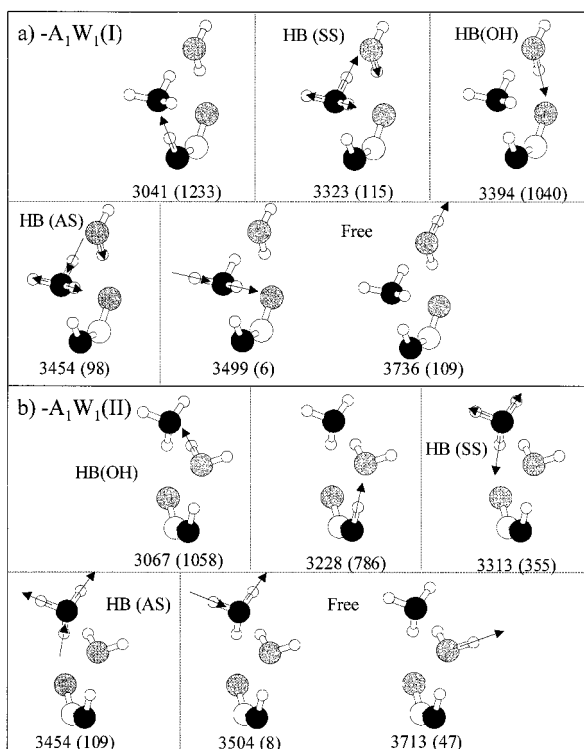 a) -A₁W₁(I)
HB (SS)
HB(OH)
3041 (1233)
3323 (115)
3394 (1040)
HB (AS)
Free
3454 (98)
3499 (6)
3736 (109)
b) -A₁W₁(II)
HB(OH)
HB (SS)
3067 (1058)
3228 (786)
3313 (355)
HB (AS)
Free
3454 (109)
3504 (8)
3713 (47)